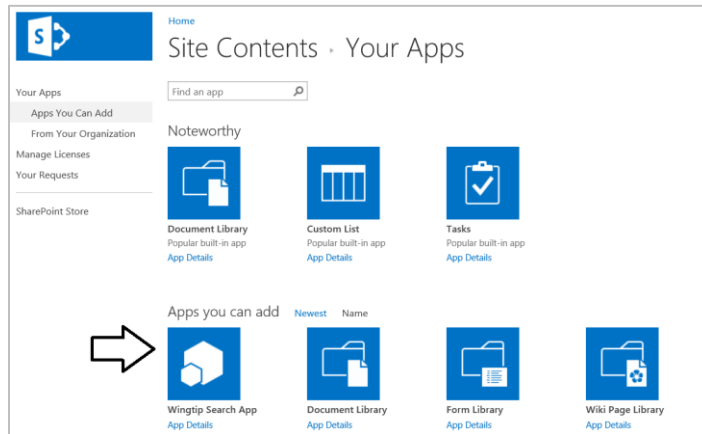 S
Home
Site Contents ▸ Your Apps
Find an app
Your Apps
Apps You Can Add
From Your Organization
Manage Licenses
Your Requests
SharePoint Store
Noteworthy
Document Library
Popular built-in app
App Details
Custom List
Popular built-in app
App Details
Tasks
Popular built-in app
App Details
Apps you can add Newest Name
Wingtip Search App
App Details
Document Library
App Details
Form Library
App Details
Wiki Page Library
App Details